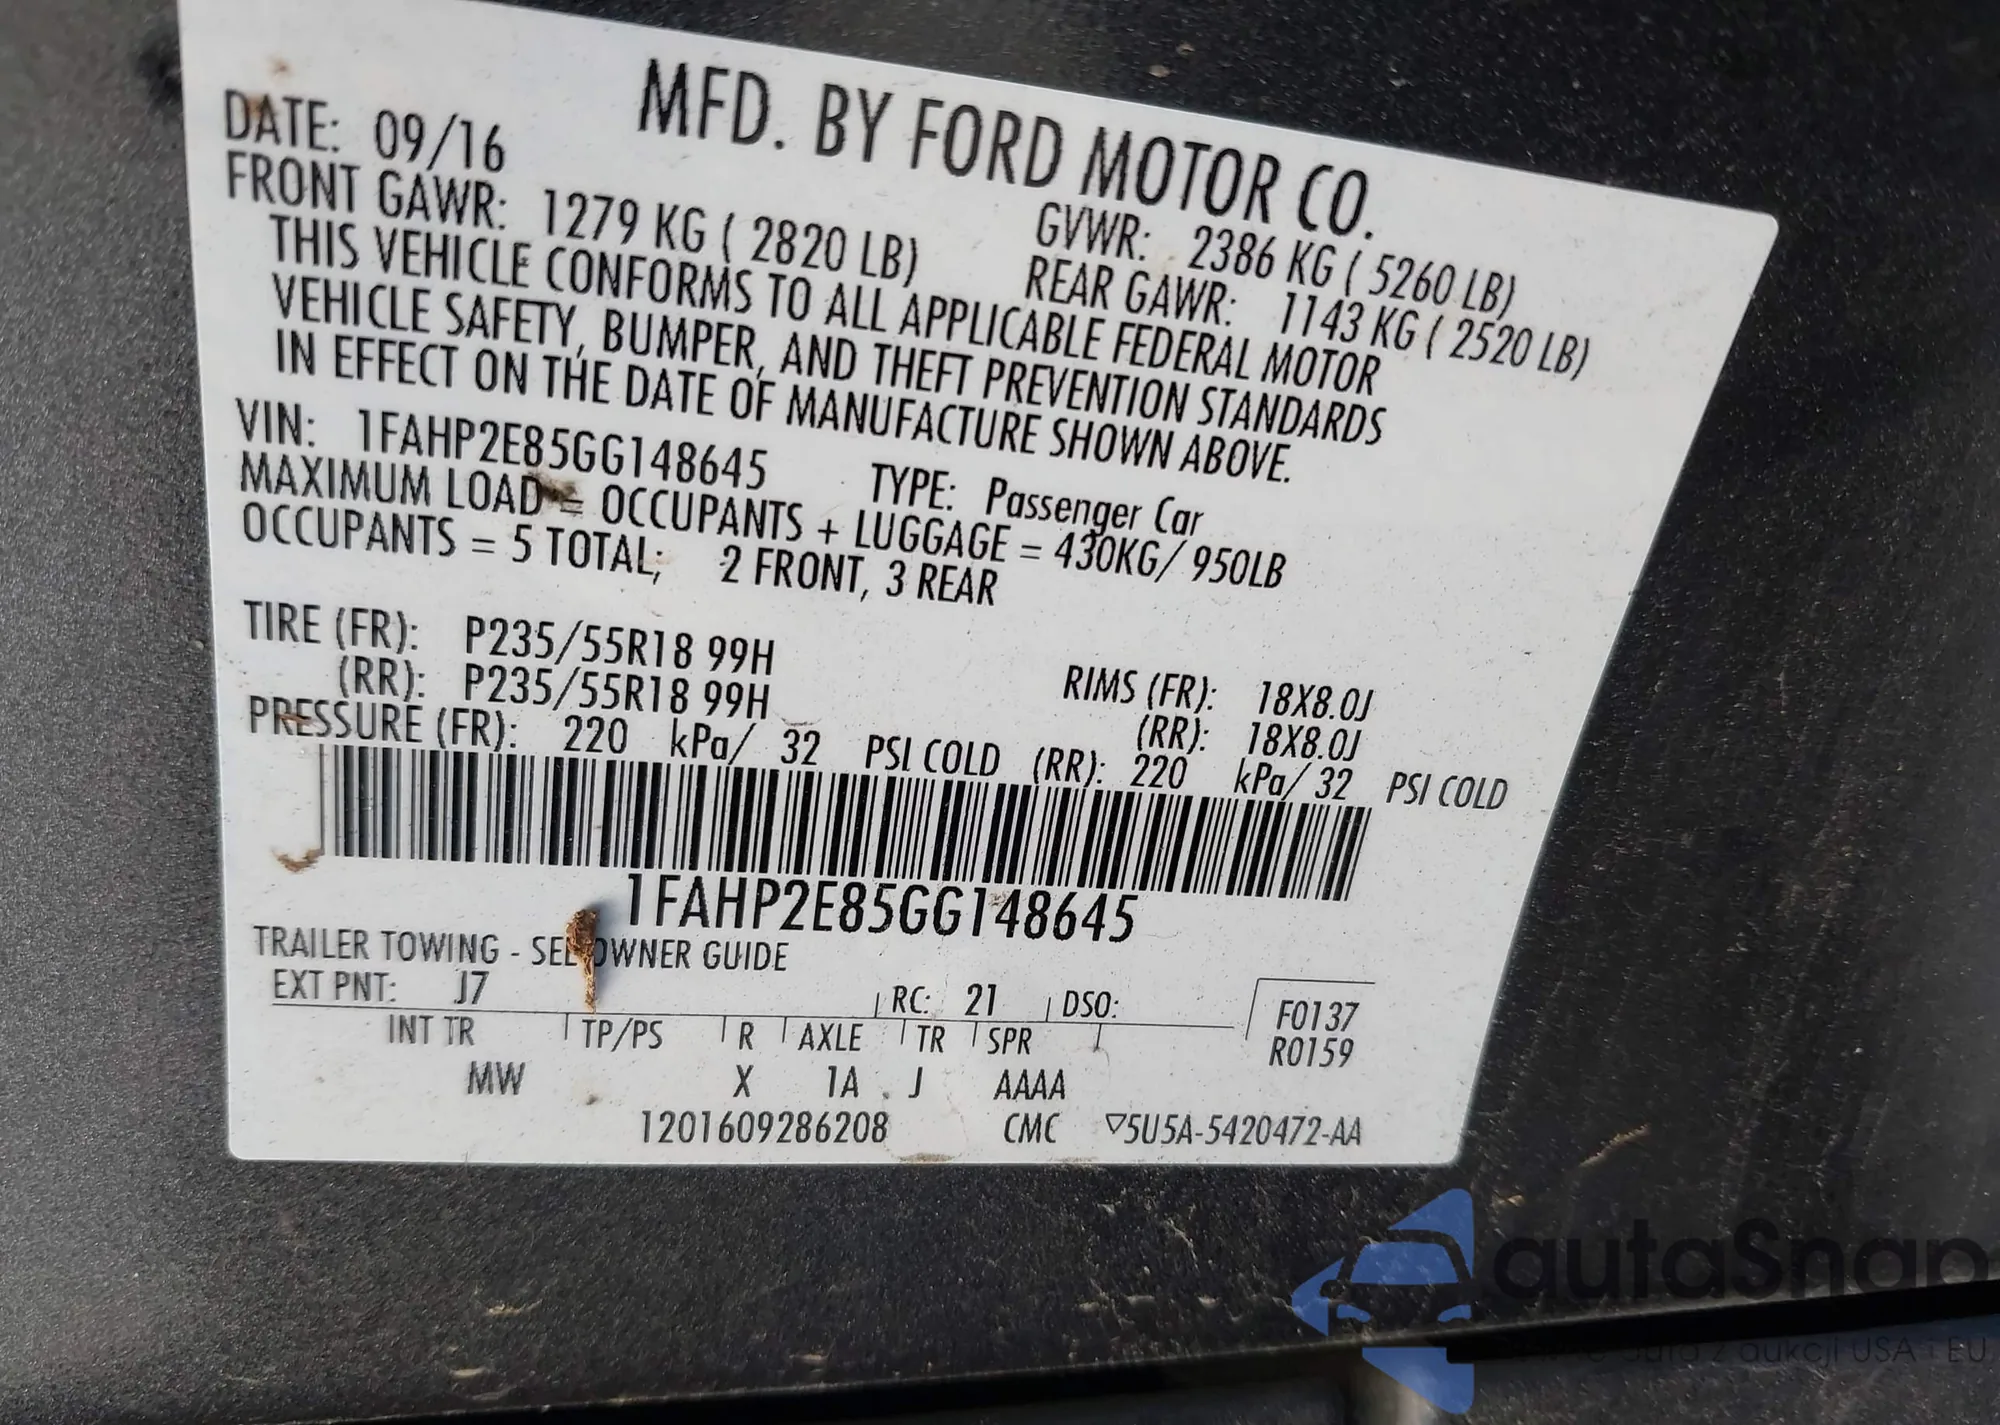 MFD. BY FORD MOTOR CO.
DATE: 09/16
GVWR: 2386 KG ( 5260 LB)
FRONT GAWR: 1279 KG ( 2820 LB) REAR GAWR: 1143 KG ( 2520 LB)
THIS VEHICLE CONFORMS TO ALL APPLICABLE FEDERAL MOTOR
VEHICLE SAFETY, BUMPER, AND THEFT PREVENTION STANDARDS
IN EFFECT ON THE DATE OF MANUFACTURE SHOWN ABOVE.
VIN: 1FAHP2E85GG148645 TYPE: Passenger Car
MAXIMUM LOAD = OCCUPANTS + LUGGAGE = 430KG/ 950LB
OCCUPANTS = 5 TOTAL; 2 FRONT, 3 REAR
TIRE (FR): P235/55R18 99H RIMS (FR): 18X8.0J
(RR): P235/55R18 99H (RR): 18X8.0J
PRESSURE (FR): 220 kPa/ 32 PSI COLD (RR): 220 kPa/ 32 PSI COLD
1FAHP2E85GG148645
TRAILER TOWING - SEE OWNER GUIDE
EXT PNT: J7 RC: 21 DSO: F0137
INT TR TP/PS R AXLE TR SPR R0159
MW X 1A J AAAA
1201609286208 CMC ▽5U5A-5420472-AA
autaSnap
auta z aukcji USA i EU